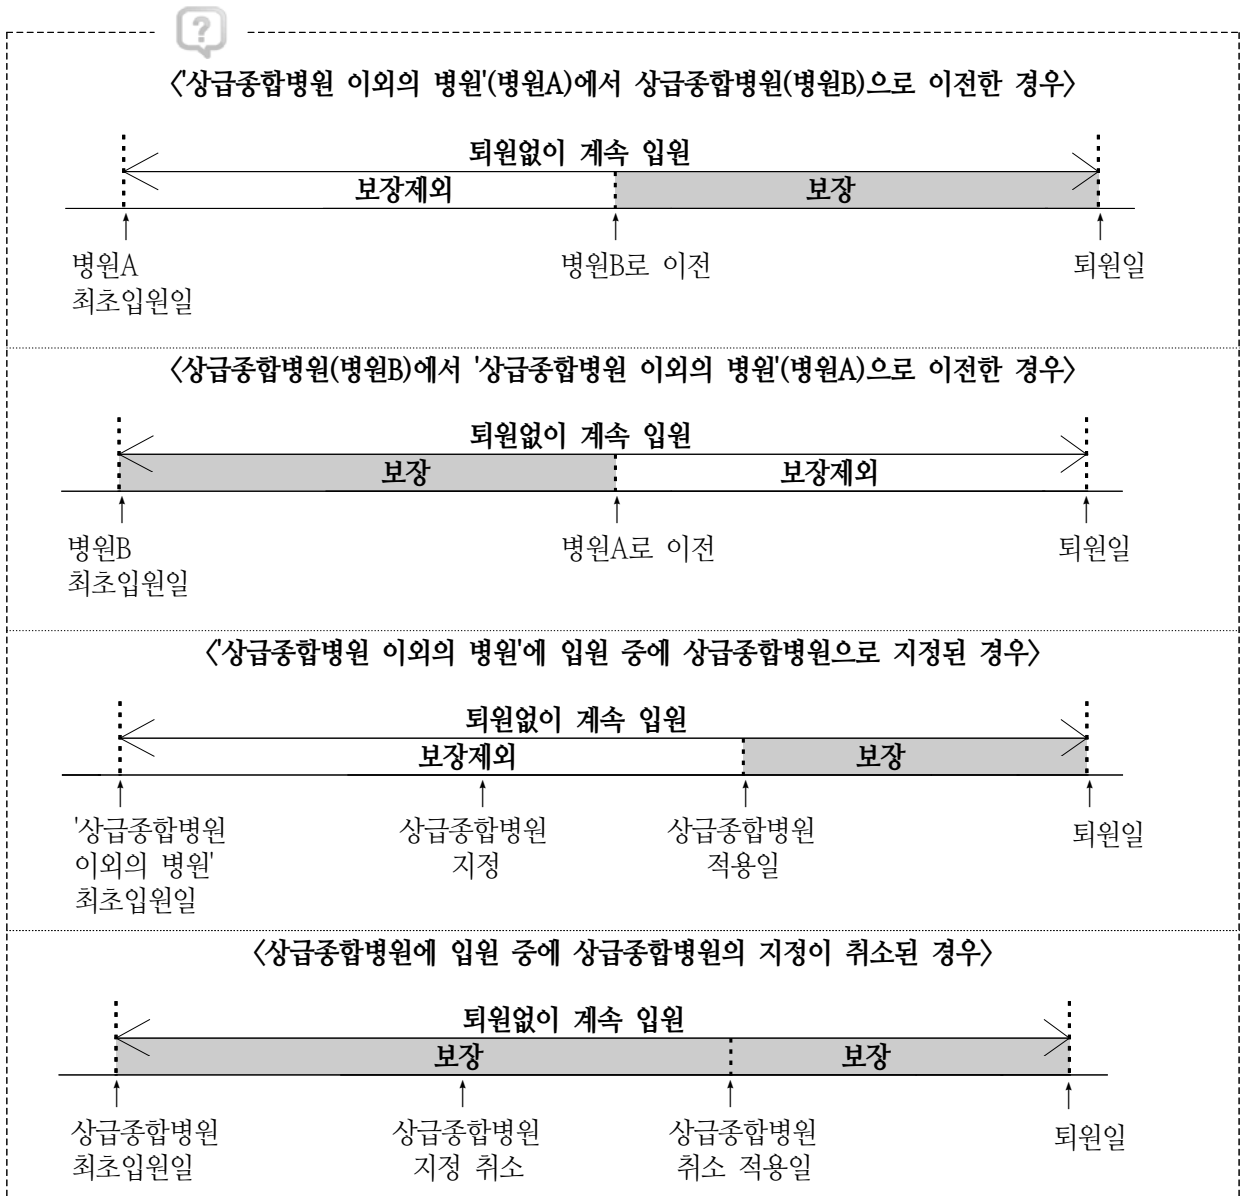 ?
〈'상급종합병원 이외의 병원'(병원A)에서 상급종합병원(병원B)으로 이전한 경우〉
퇴원없이 계속 입원
보장제외
보장
병원A
최초입원일
병원B로 이전
퇴원일
〈상급종합병원(병원B)에서 '상급종합병원 이외의 병원'(병원A)으로 이전한 경우〉
퇴원없이 계속 입원
보장
보장제외
병원B
최초입원일
병원A로 이전
퇴원일
〈'상급종합병원 이외의 병원'에 입원 중에 상급종합병원으로 지정된 경우〉
퇴원없이 계속 입원
보장제외
보장
'상급종합병원
이외의 병원'
최초입원일
상급종합병원
지정
상급종합병원
적용일
퇴원일
〈상급종합병원에 입원 중에 상급종합병원의 지정이 취소된 경우〉
퇴원없이 계속 입원
보장
보장
상급종합병원
최초입원일
상급종합병원
지정 취소
상급종합병원
취소 적용일
퇴원일